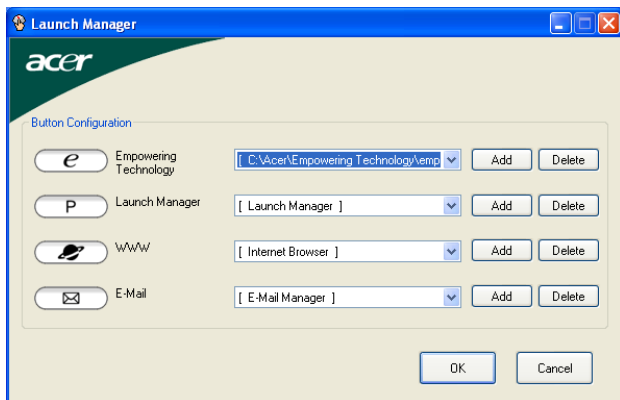 Launch Manager
acer
Button Configuration
e Empowering Technology [ C:\Acer\Empowering Technology\emp Add Delete
P Launch Manager [ Launch Manager ] Add Delete
WWW [ Internet Browser ] Add Delete
E-Mail [ E-Mail Manager ] Add Delete
OK Cancel